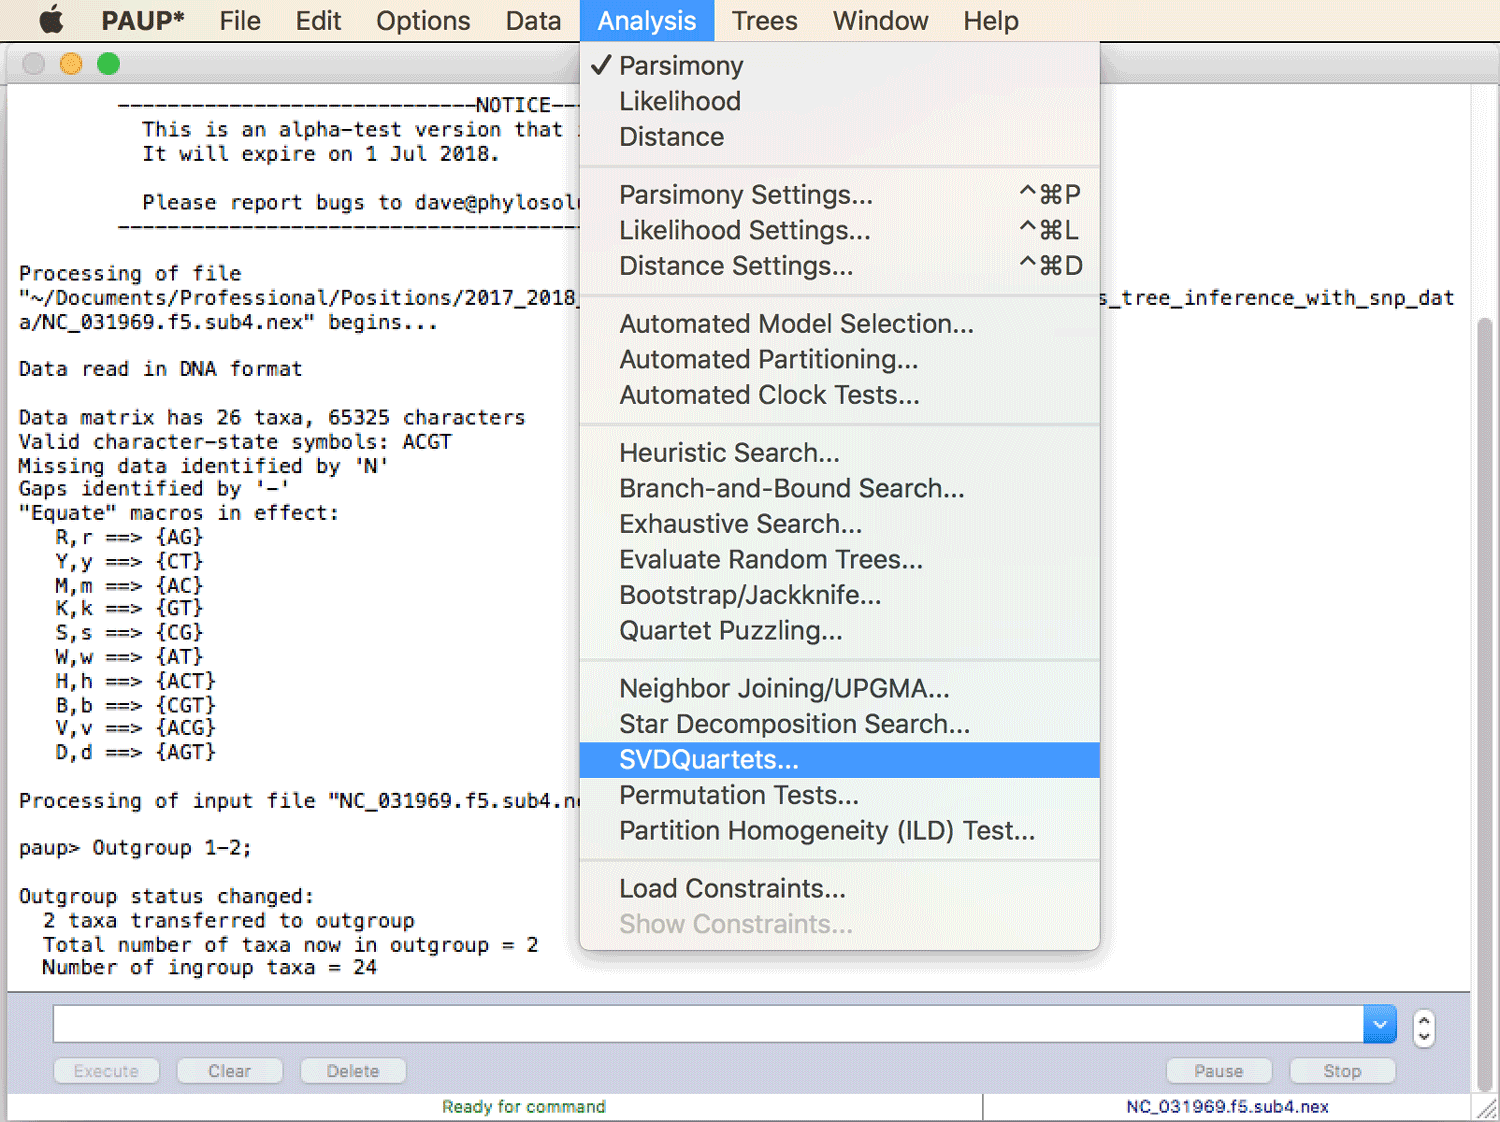 PAUP* File Edit Options Data Analysis Trees Window Help
-----------------------------NOTICE--
This is an alpha-test version that
It will expire on 1 Jul 2018.
Please report bugs to dave@phylosolu
Processing of file
"~/Documents/Professional/Positions/2017_2018_ s_tree_inference_with_snp_dat
a/NC_031969.f5.sub4.nex" begins...
Data read in DNA format
Data matrix has 26 taxa, 65325 characters
Valid character-state symbols: ACGT
Missing data identified by 'N'
Gaps identified by '-'
"Equate" macros in effect:
R,r ==> {AG}
Y,y ==> {CT}
M,m ==> {AC}
K,k ==> {GT}
S,s ==> {CG}
W,w ==> {AT}
H,h ==> {ACT}
B,b ==> {CGT}
V,v ==> {ACG}
D,d ==> {AGT}
Processing of input file "NC_031969.f5.sub4.ne
paup> Outgroup 1-2;
Outgroup status changed:
2 taxa transferred to outgroup
Total number of taxa now in outgroup = 2
Number of ingroup taxa = 24
✓ Parsimony
Likelihood
Distance
Parsimony Settings... ^⌘P
Likelihood Settings... ^⌘L
Distance Settings... ^⌘D
Automated Model Selection...
Automated Partitioning...
Automated Clock Tests...
Heuristic Search...
Branch-and-Bound Search...
Exhaustive Search...
Evaluate Random Trees...
Bootstrap/Jackknife...
Quartet Puzzling...
Neighbor Joining/UPGMA...
Star Decomposition Search...
SVDQuartets...
Permutation Tests...
Partition Homogeneity (ILD) Test...
Load Constraints...
Show Constraints...
Execute Clear Delete Pause Stop
Ready for command NC_031969.f5.sub4.nex